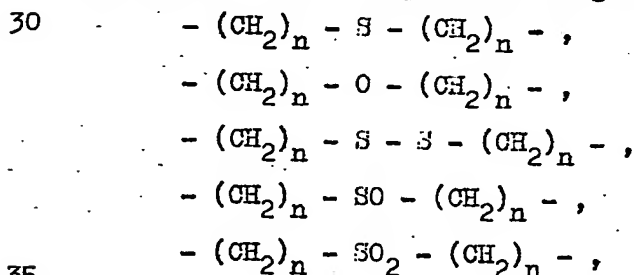 30 - (CH₂)ₙ - S - (CH₂)ₙ - ,
- (CH₂)ₙ - O - (CH₂)ₙ - ,
- (CH₂)ₙ - S - S - (CH₂)ₙ - ,
- (CH₂)ₙ - SO - (CH₂)ₙ - ,
- (CH₂)ₙ - SO₂ - (CH₂)ₙ - ,
35